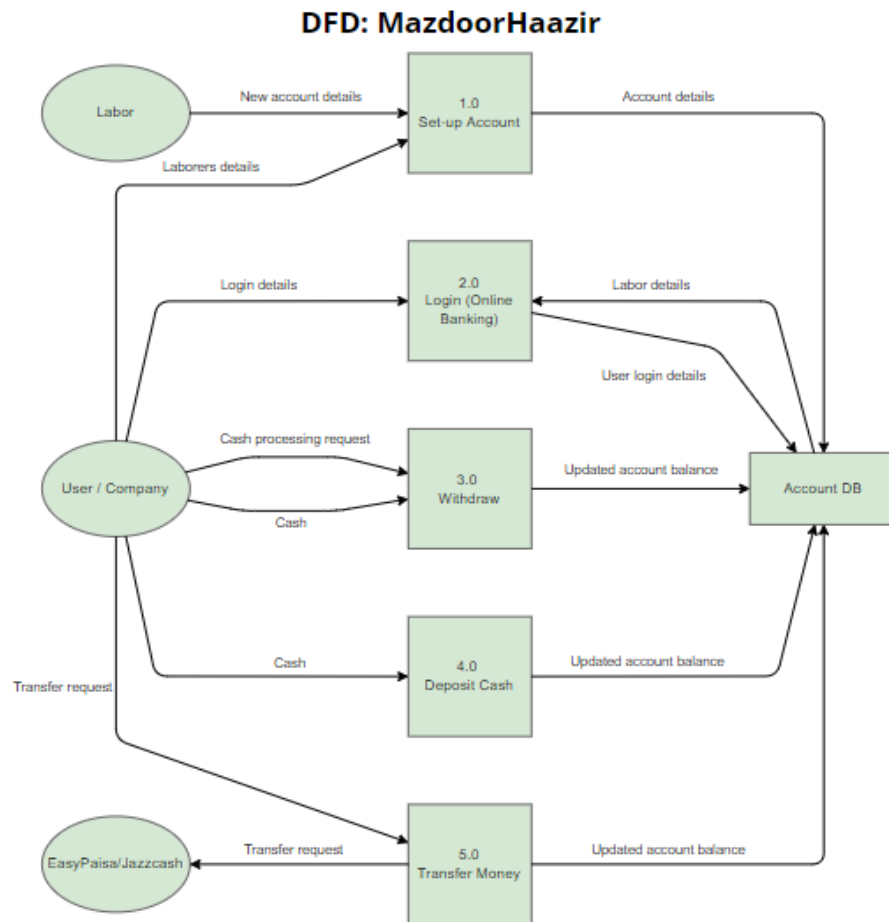 DFD: MazdoorHaazir
Labor
New account details
1.0
Set-up Account
Account details
Laborers details
Login details
2.0
Login (Online
Banking)
Labor details
User login details
User / Company
Cash processing request
Cash
3.0
Withdraw
Updated account balance
Account DB
Cash
4.0
Deposit Cash
Updated account balance
Transfer request
EasyPaisa/Jazzcash
Transfer request
5.0
Transfer Money
Updated account balance